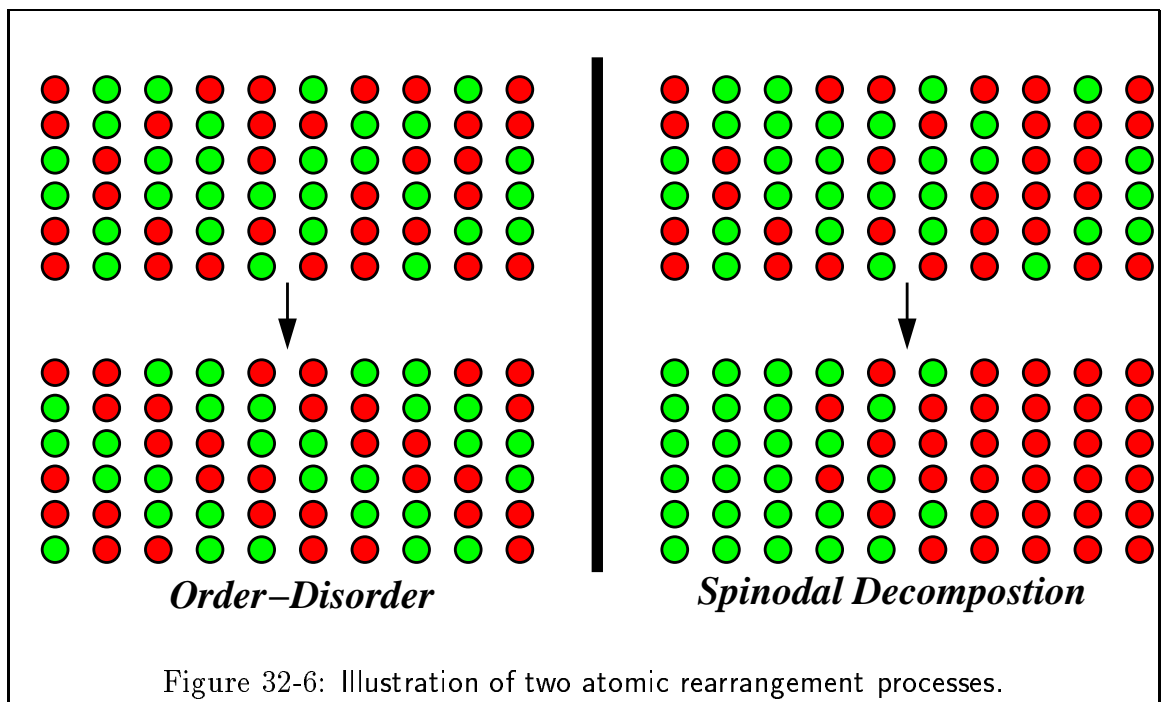 Order–Disorder
Spinodal Decompostion
Figure 32-6: Illustration of two atomic rearrangement processes.